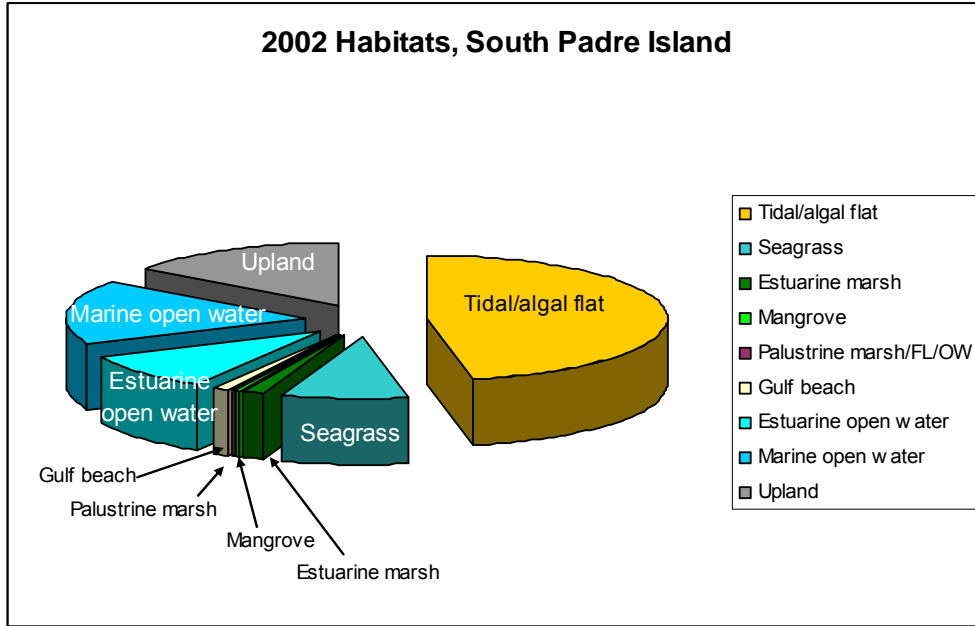 2002 Habitats, South Padre Island
Upland
Marine open water
Estuarine
open water
Gulf beach
Palustrine marsh
Mangrove
Estuarine marsh
Seagrass
Tidal/algal flat
Tidal/algal flat
Seagrass
Estuarine marsh
Mangrove
Palustrine marsh/FL/OW
Gulf beach
Estuarine open water
Marine open water
Upland